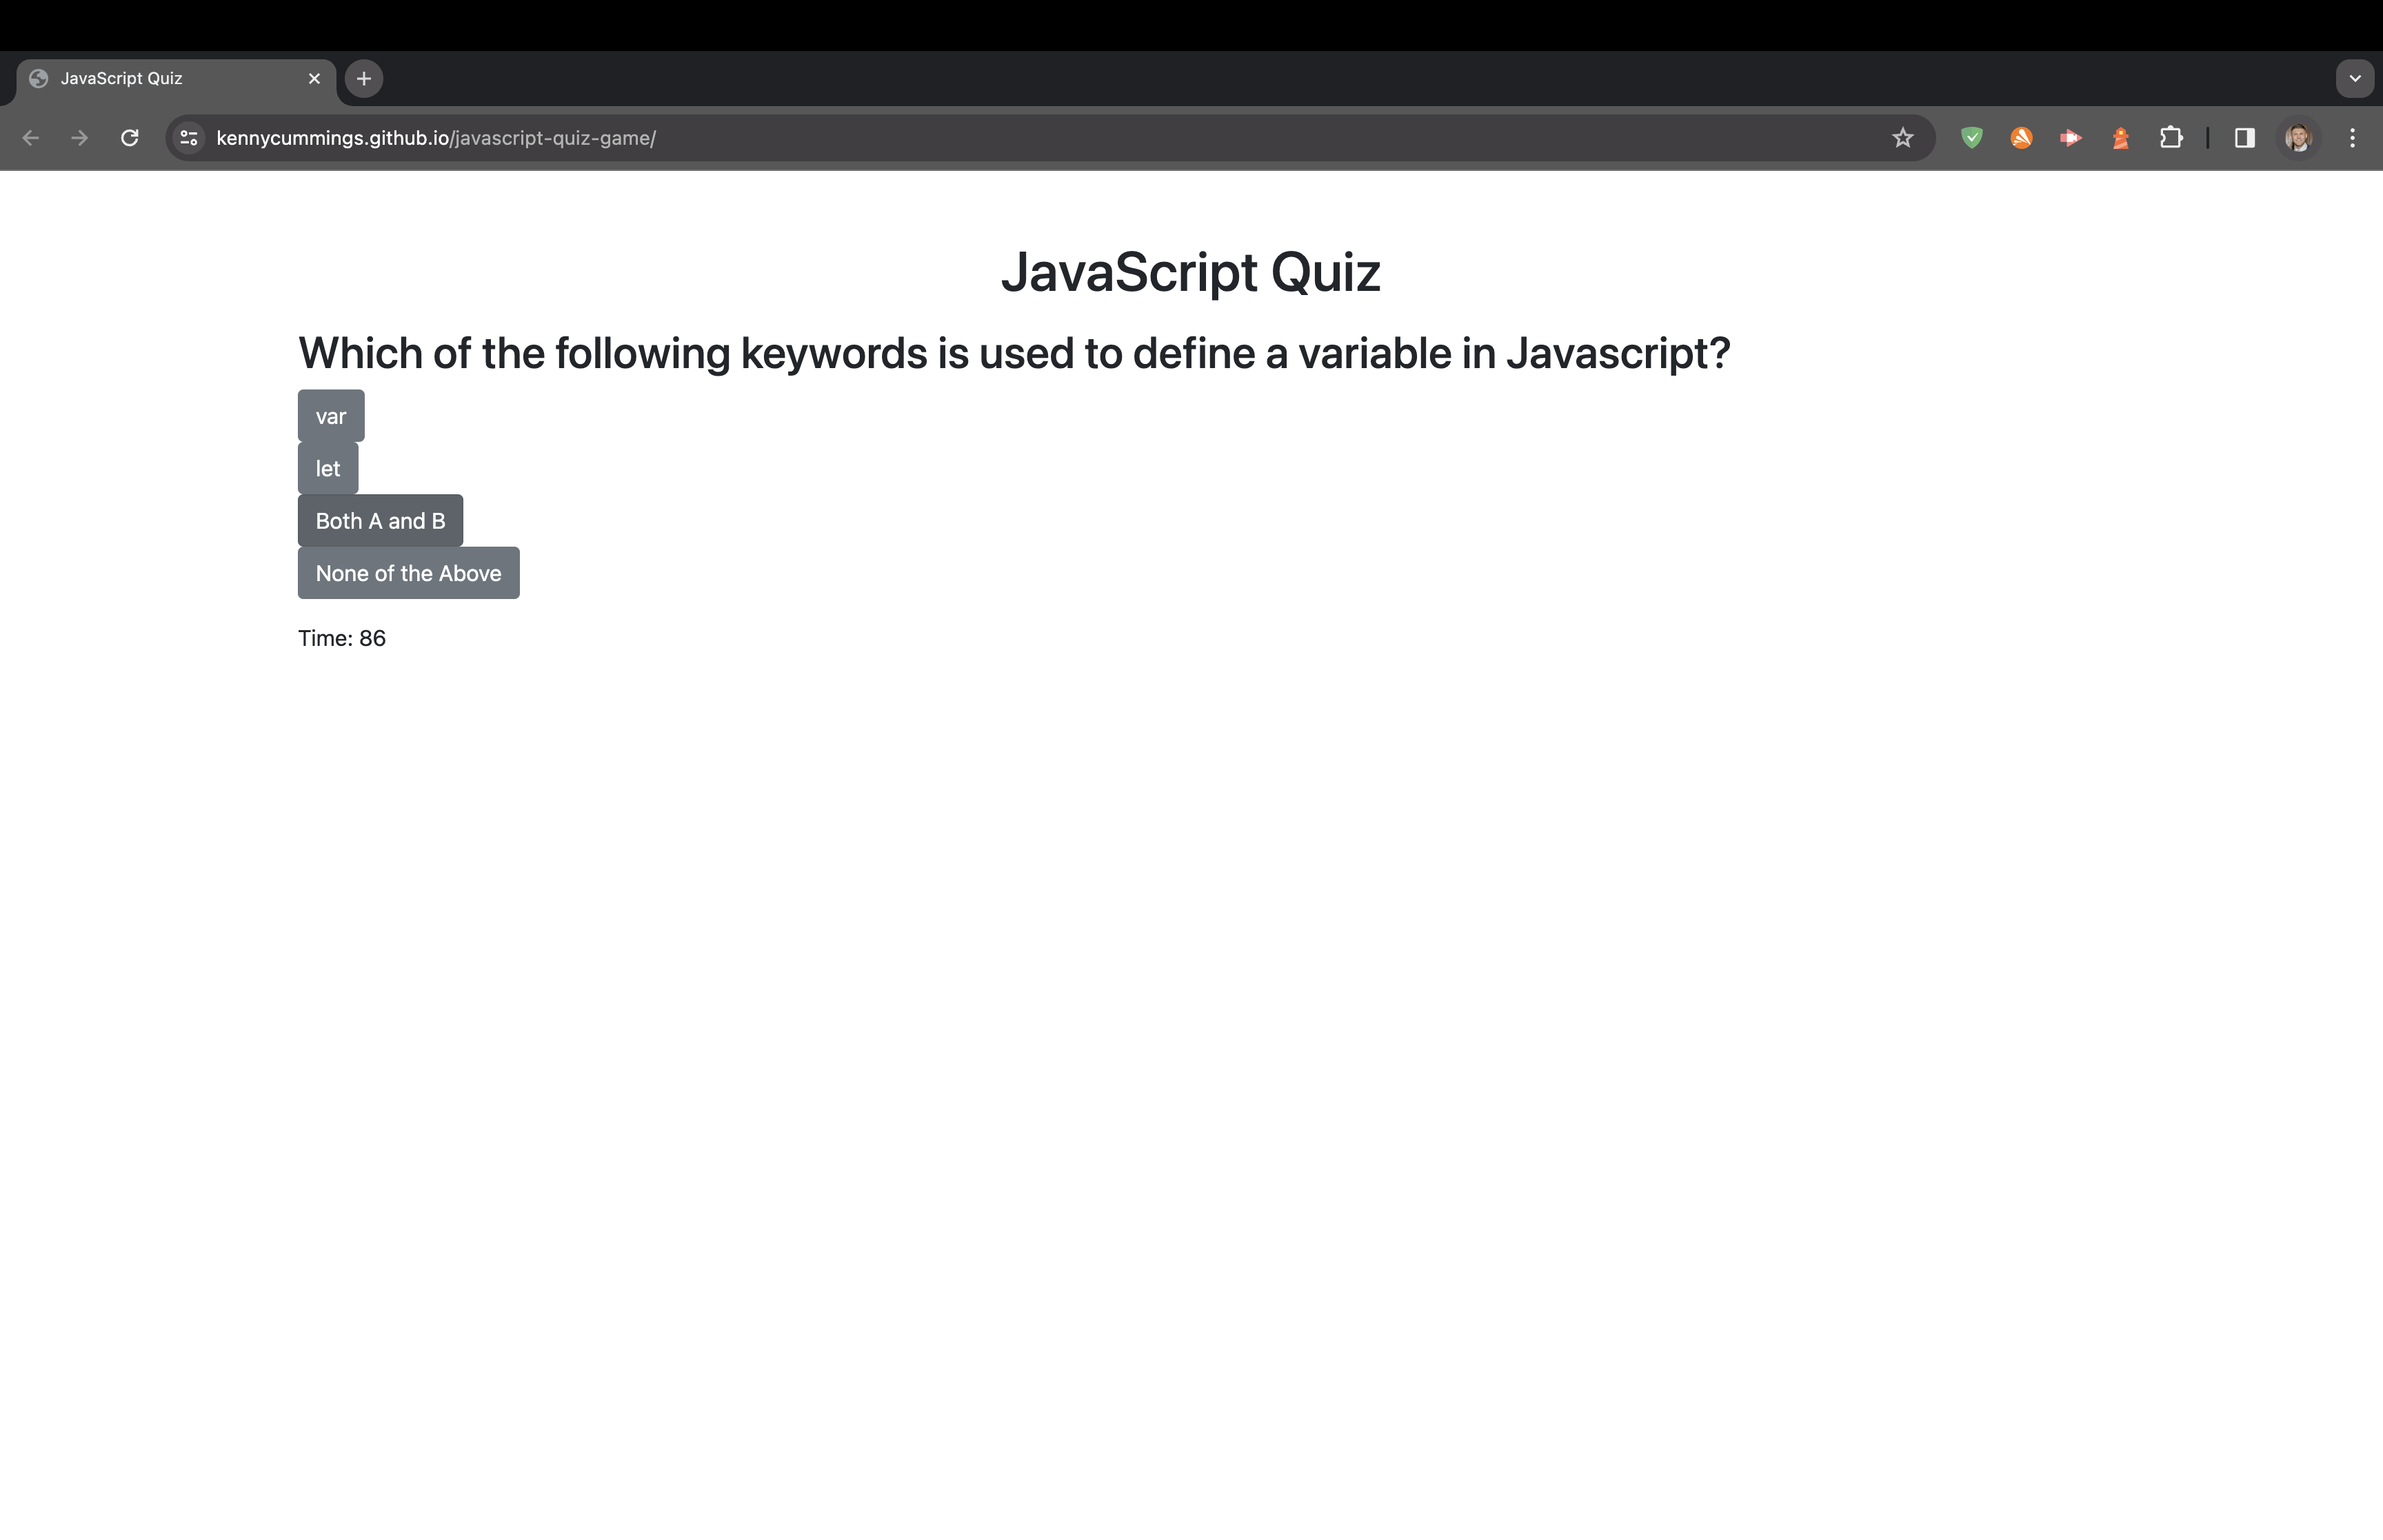 JavaScript Quiz
kennycummings.github.io/javascript-quiz-game/
JavaScript Quiz
Which of the following keywords is used to define a variable in Javascript?
var
let
Both A and B
None of the Above
Time: 86